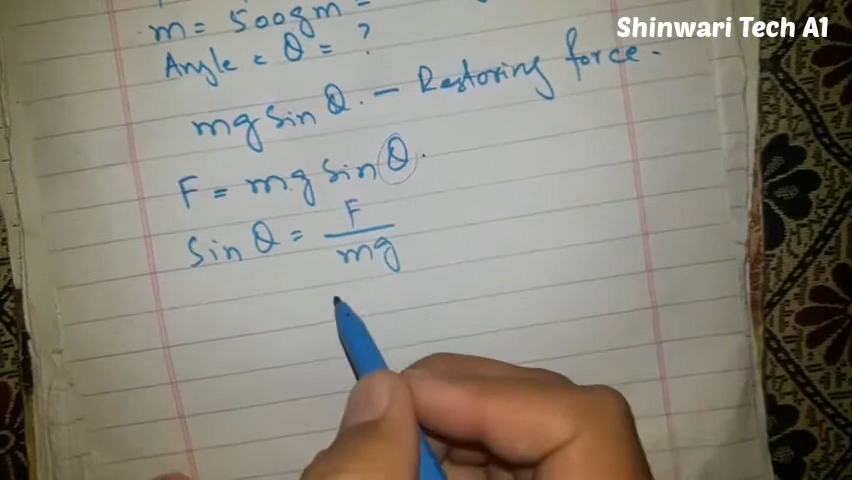 Shinwari Tech A1
m = 500gm =
Angle = θ = ?
mg sin θ. — Restoring force.
F = mg sin θ.
sin θ = F/mg